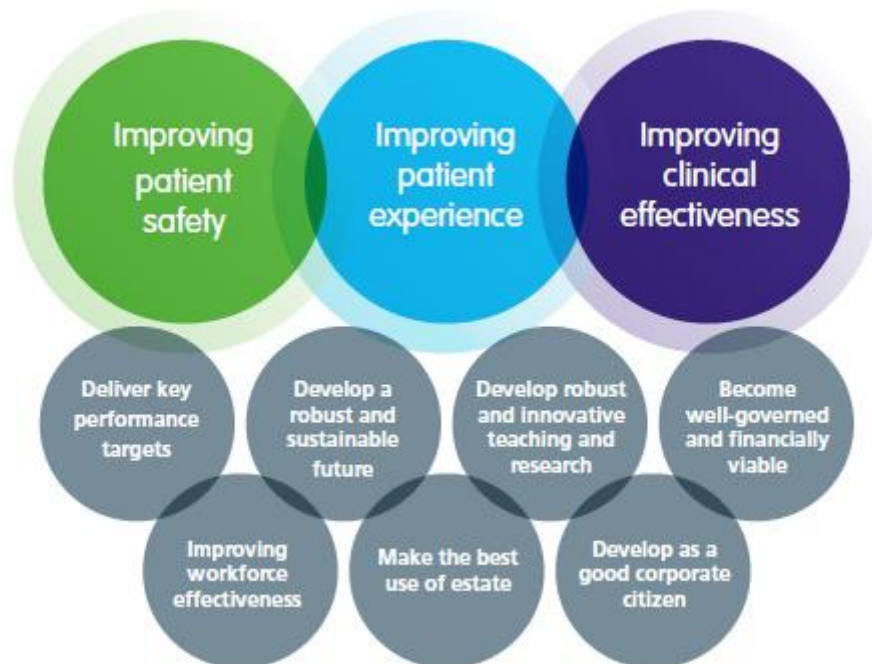 Improving
patient
safety
Improving
patient
experience
Improving
clinical
effectiveness
Deliver key
performance
targets
Develop a
robust and
sustainable
future
Develop robust
and innovative
teaching and
research
Become
well-governed
and financially
viable
Improving
workforce
effectiveness
Make the best
use of estate
Develop as a
good corporate
citizen